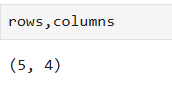 rows,columns
(5, 4)